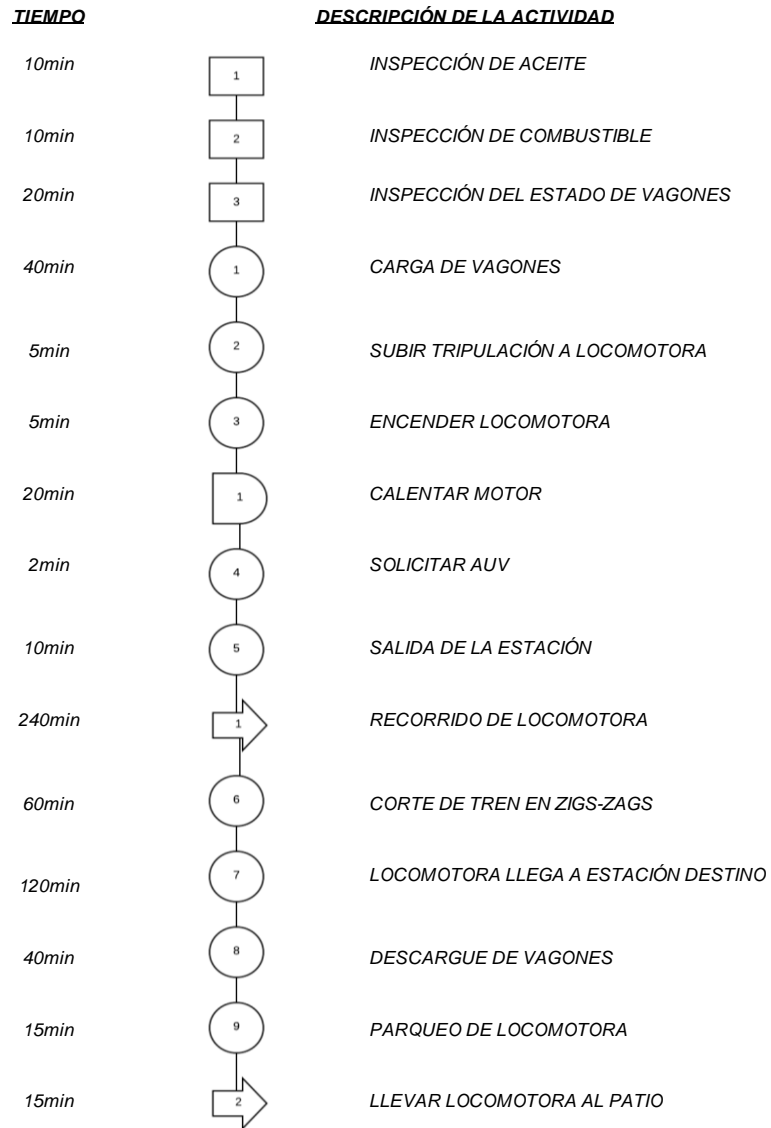 TIEMPO DESCRIPCIÓN DE LA ACTIVIDAD
10min 1 INSPECCIÓN DE ACEITE
10min 2 INSPECCIÓN DE COMBUSTIBLE
20min 3 INSPECCIÓN DEL ESTADO DE VAGONES
40min 1 CARGA DE VAGONES
5min 2 SUBIR TRIPULACIÓN A LOCOMOTORA
5min 3 ENCENDER LOCOMOTORA
20min 1 CALENTAR MOTOR
2min 4 SOLICITAR AUV
10min 5 SALIDA DE LA ESTACIÓN
240min 1 RECORRIDO DE LOCOMOTORA
60min 6 CORTE DE TREN EN ZIGS-ZAGS
120min 7 LOCOMOTORA LLEGA A ESTACIÓN DESTINO
40min 8 DESCARGUE DE VAGONES
15min 9 PARQUEO DE LOCOMOTORA
15min 2 LLEVAR LOCOMOTORA AL PATIO